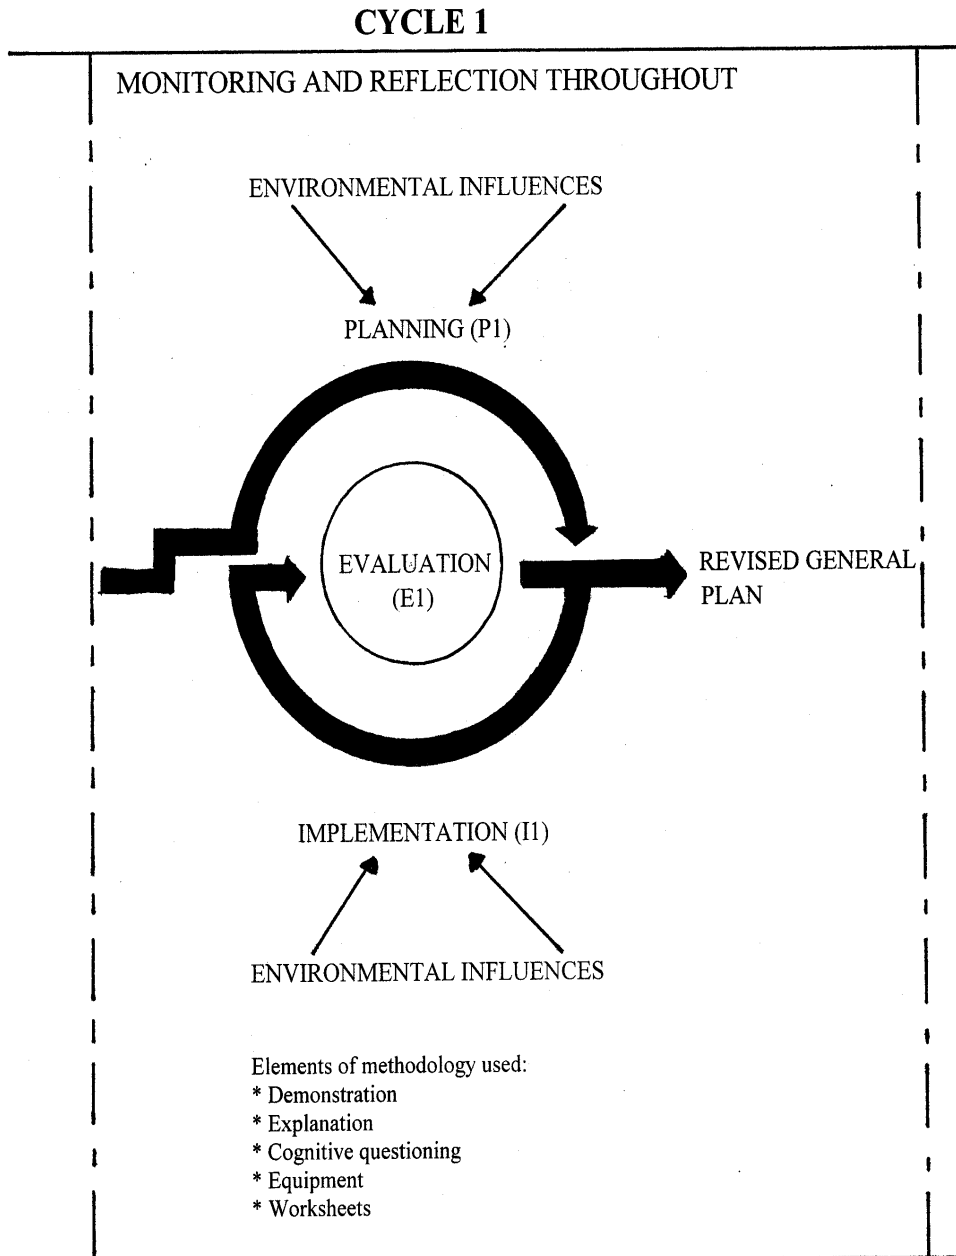 CYCLE 1
MONITORING AND REFLECTION THROUGHOUT
ENVIRONMENTAL INFLUENCES
PLANNING (P1)
EVALUATION
(E1)
REVISED GENERAL
PLAN
IMPLEMENTATION (I1)
ENVIRONMENTAL INFLUENCES
Elements of methodology used:
* Demonstration
* Explanation
* Cognitive questioning
* Equipment
* Worksheets